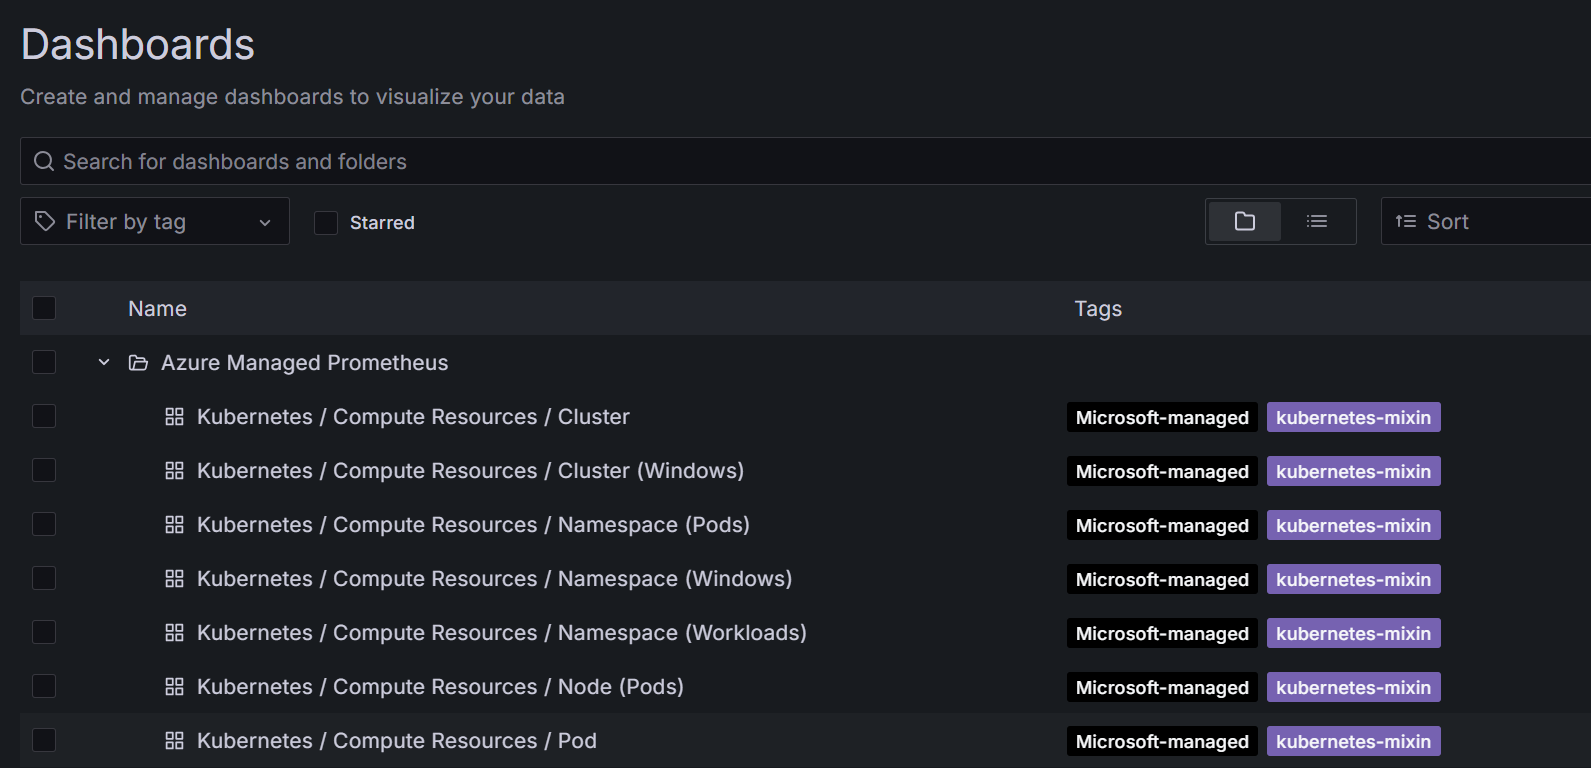 Dashboards
Create and manage dashboards to visualize your data
Search for dashboards and folders
Filter by tag Starred Sort
Name Tags
Azure Managed Prometheus
Kubernetes / Compute Resources / Cluster Microsoft-managed kubernetes-mixin
Kubernetes / Compute Resources / Cluster (Windows) Microsoft-managed kubernetes-mixin
Kubernetes / Compute Resources / Namespace (Pods) Microsoft-managed kubernetes-mixin
Kubernetes / Compute Resources / Namespace (Windows) Microsoft-managed kubernetes-mixin
Kubernetes / Compute Resources / Namespace (Workloads) Microsoft-managed kubernetes-mixin
Kubernetes / Compute Resources / Node (Pods) Microsoft-managed kubernetes-mixin
Kubernetes / Compute Resources / Pod Microsoft-managed kubernetes-mixin